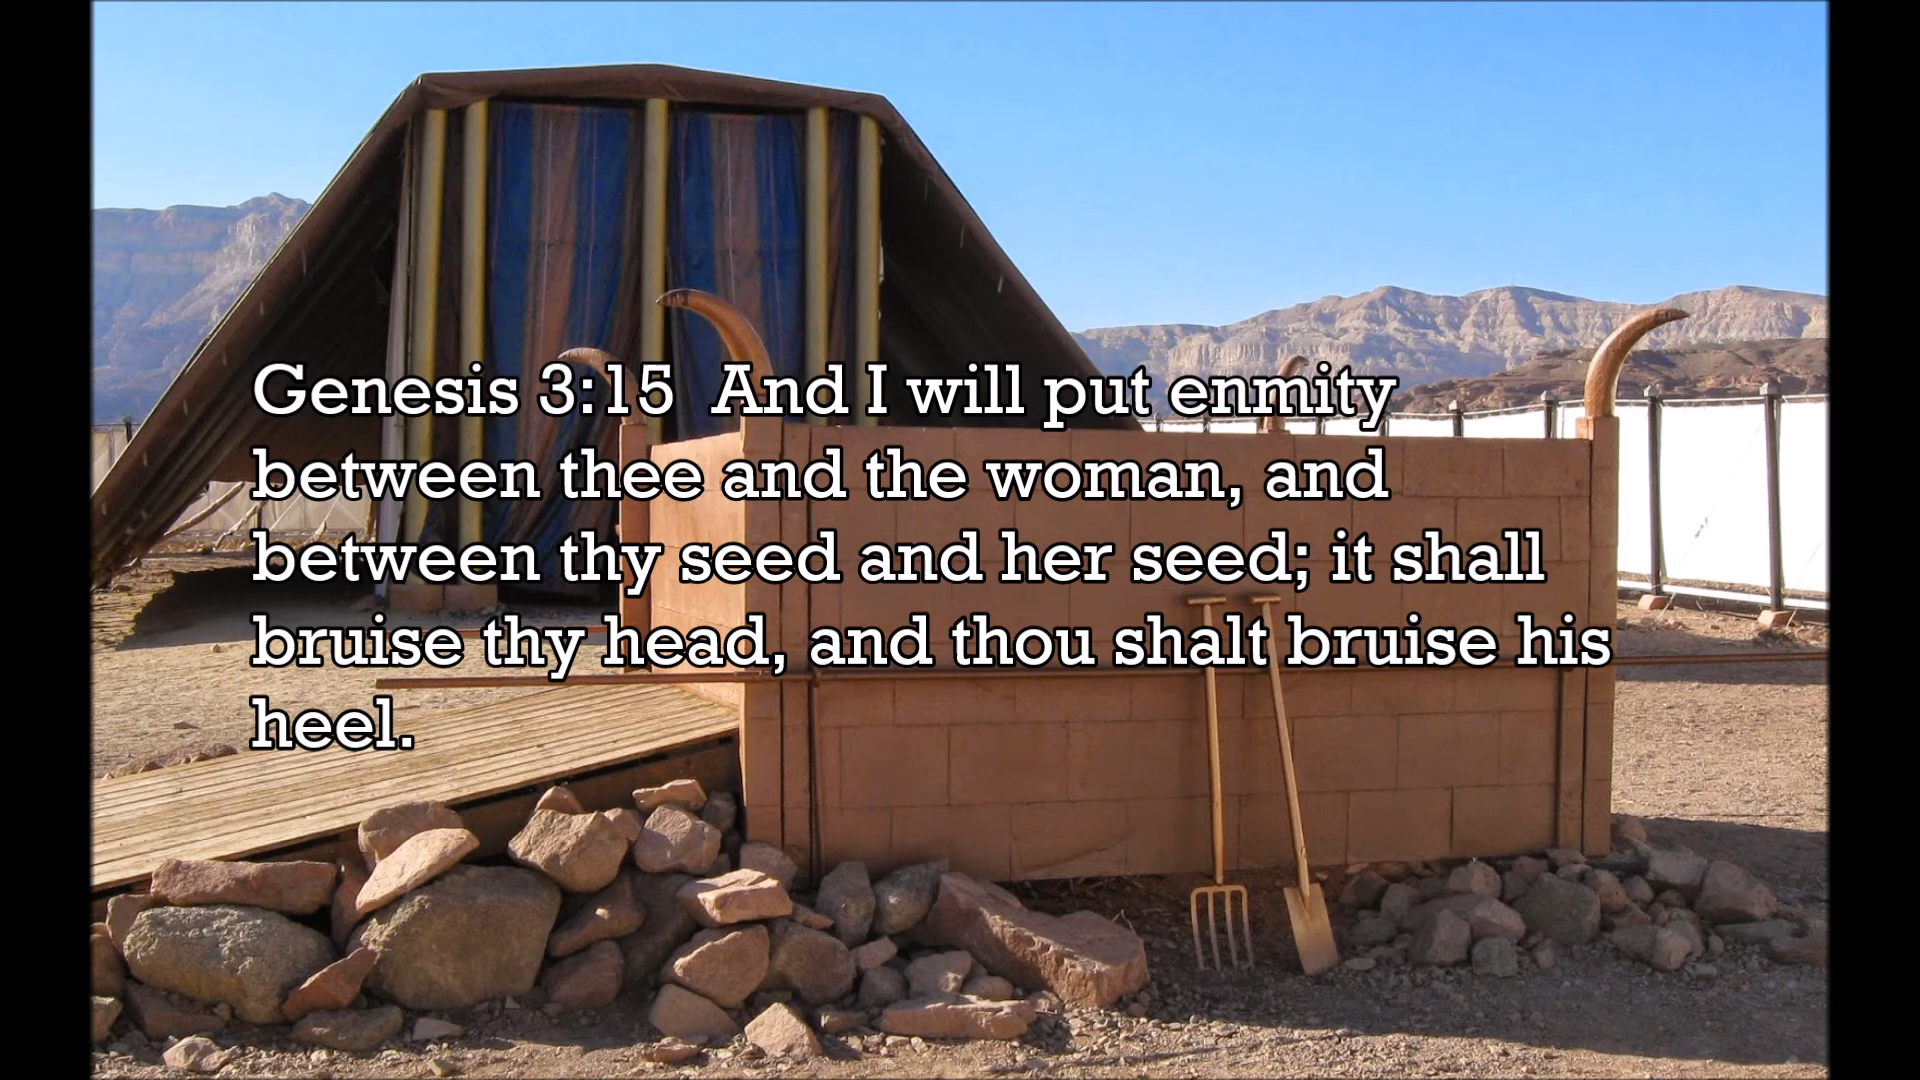 Genesis 3:15  And I will put enmity
between thee and the woman, and
between thy seed and her seed; it shall
bruise thy head, and thou shalt bruise his
heel.